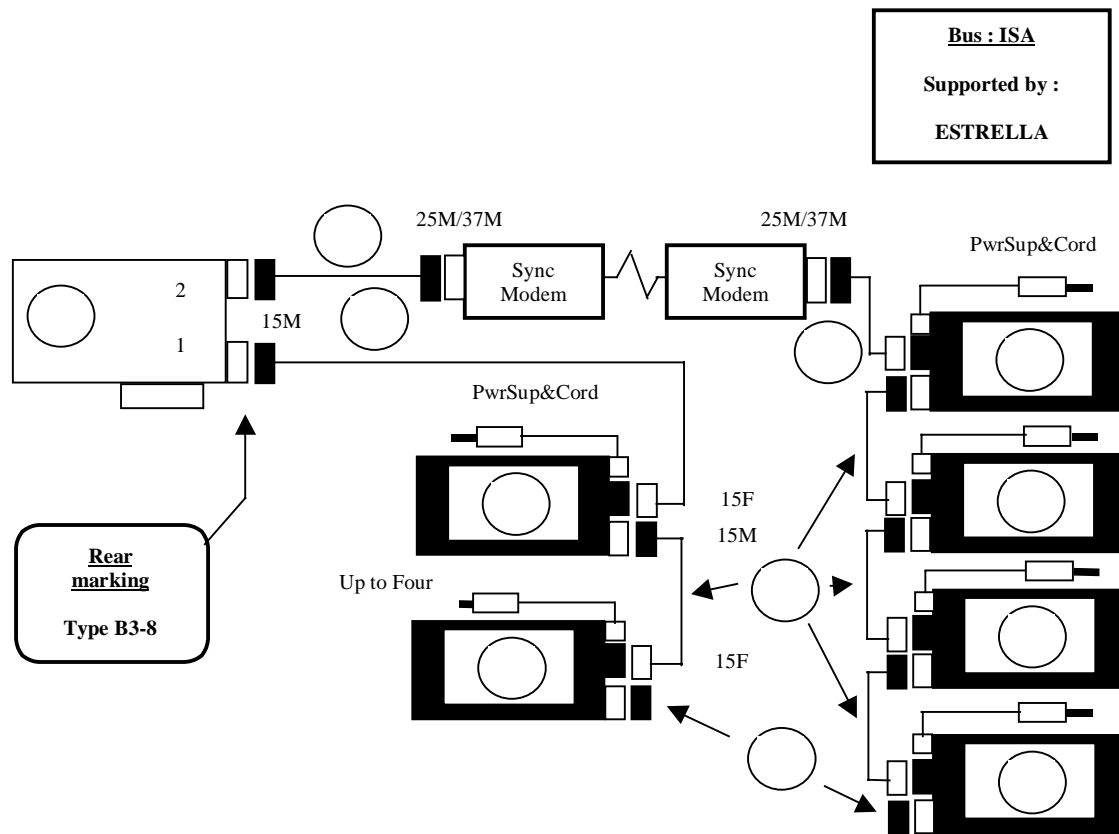 Bus : ISA
Supported by :
ESTRELLA
25M/37M
25M/37M
PwrSup&Cord
Sync
Modem
Sync
Modem
2
15M
1
PwrSup&Cord
15F
15M
Rear
marking
Type B3-8
Up to Four
15F